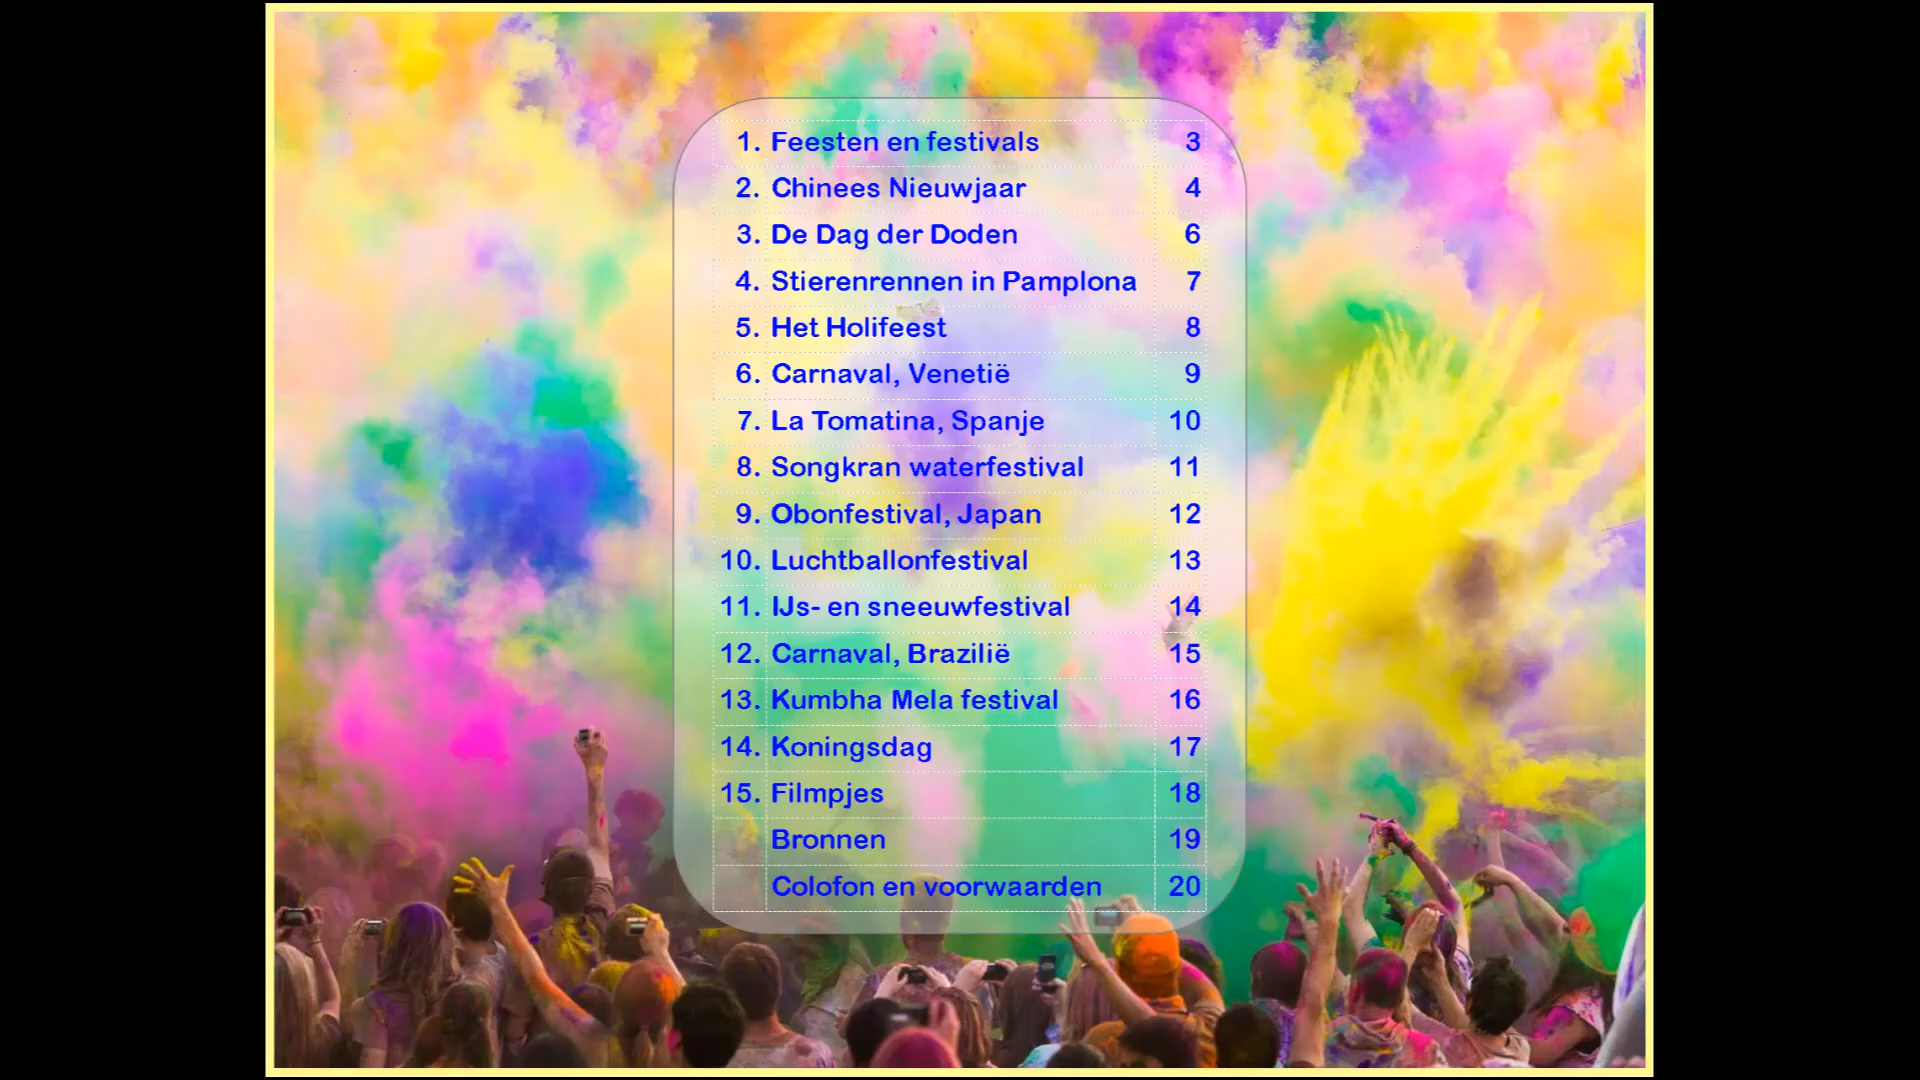 1. Feesten en festivals 3
2. Chinees Nieuwjaar 4
3. De Dag der Doden 6
4. Stierenrennen in Pamplona 7
5. Het Holifeest 8
6. Carnaval, Venetië 9
7. La Tomatina, Spanje 10
8. Songkran waterfestival 11
9. Obonfestival, Japan 12
10. Luchtballonfestival 13
11. IJs- en sneeuwfestival 14
12. Carnaval, Brazilië 15
13. Kumbha Mela festival 16
14. Koningsdag 17
15. Filmpjes 18
Bronnen 19
Colofon en voorwaarden 20